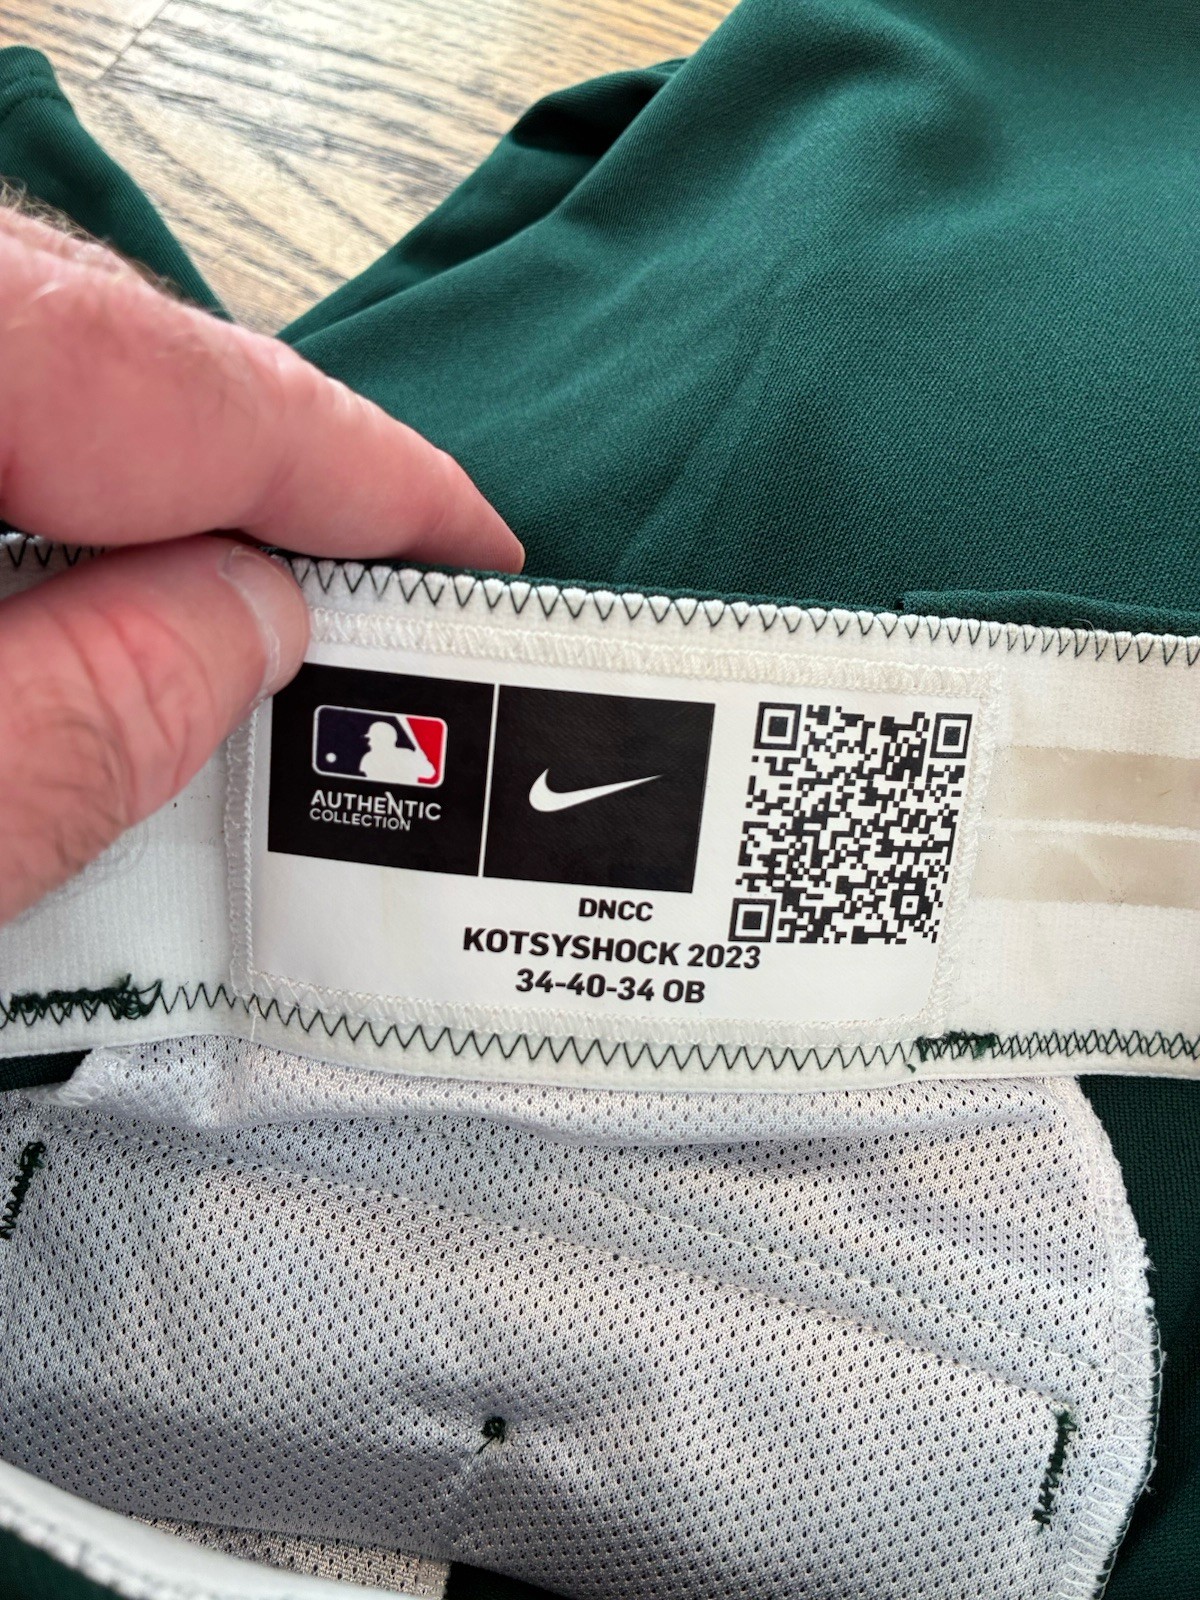 AUTHENTIC
COLLECTION
DNCC
KOTSYSHOCK 2023
34-40-34 OB